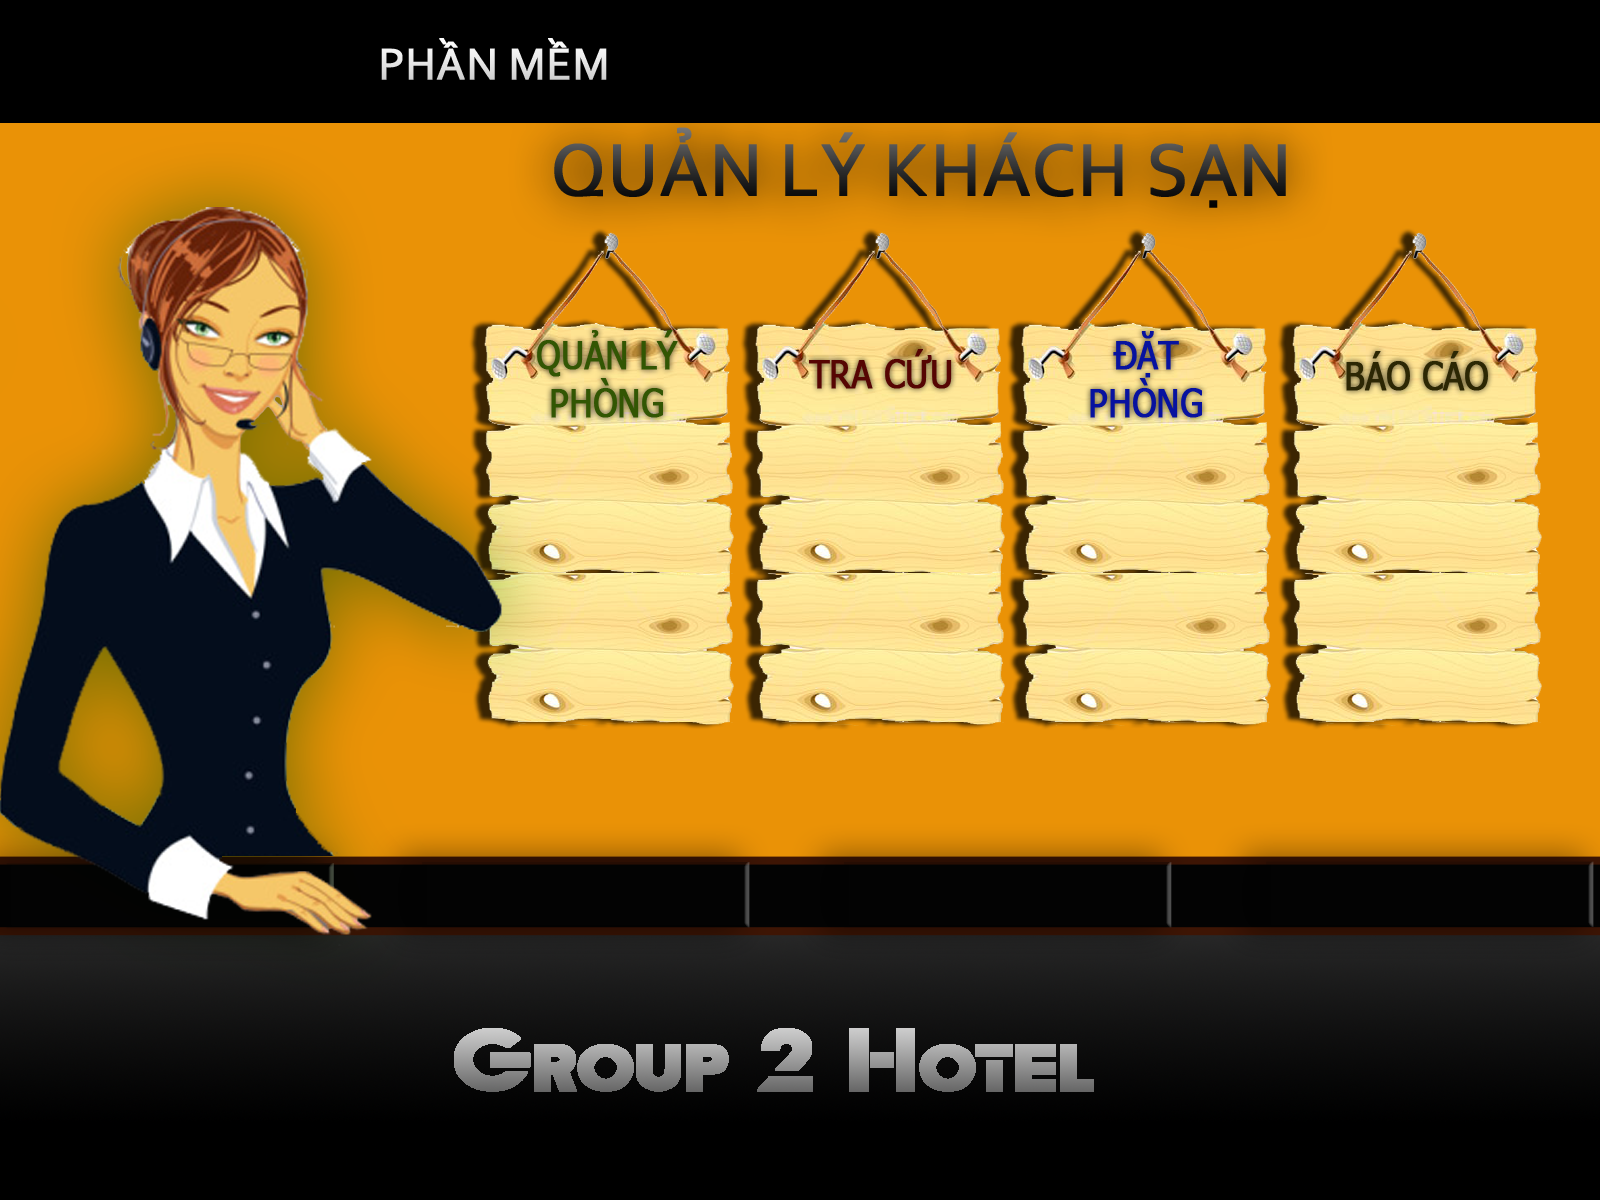 PHẦN MỀM
QUẢN LÝ KHÁCH SẠN
QUẢN LÝ
PHÒNG
TRA CỨU
ĐẶT
PHÒNG
BÁO CÁO
GROUP 2 HOTEL